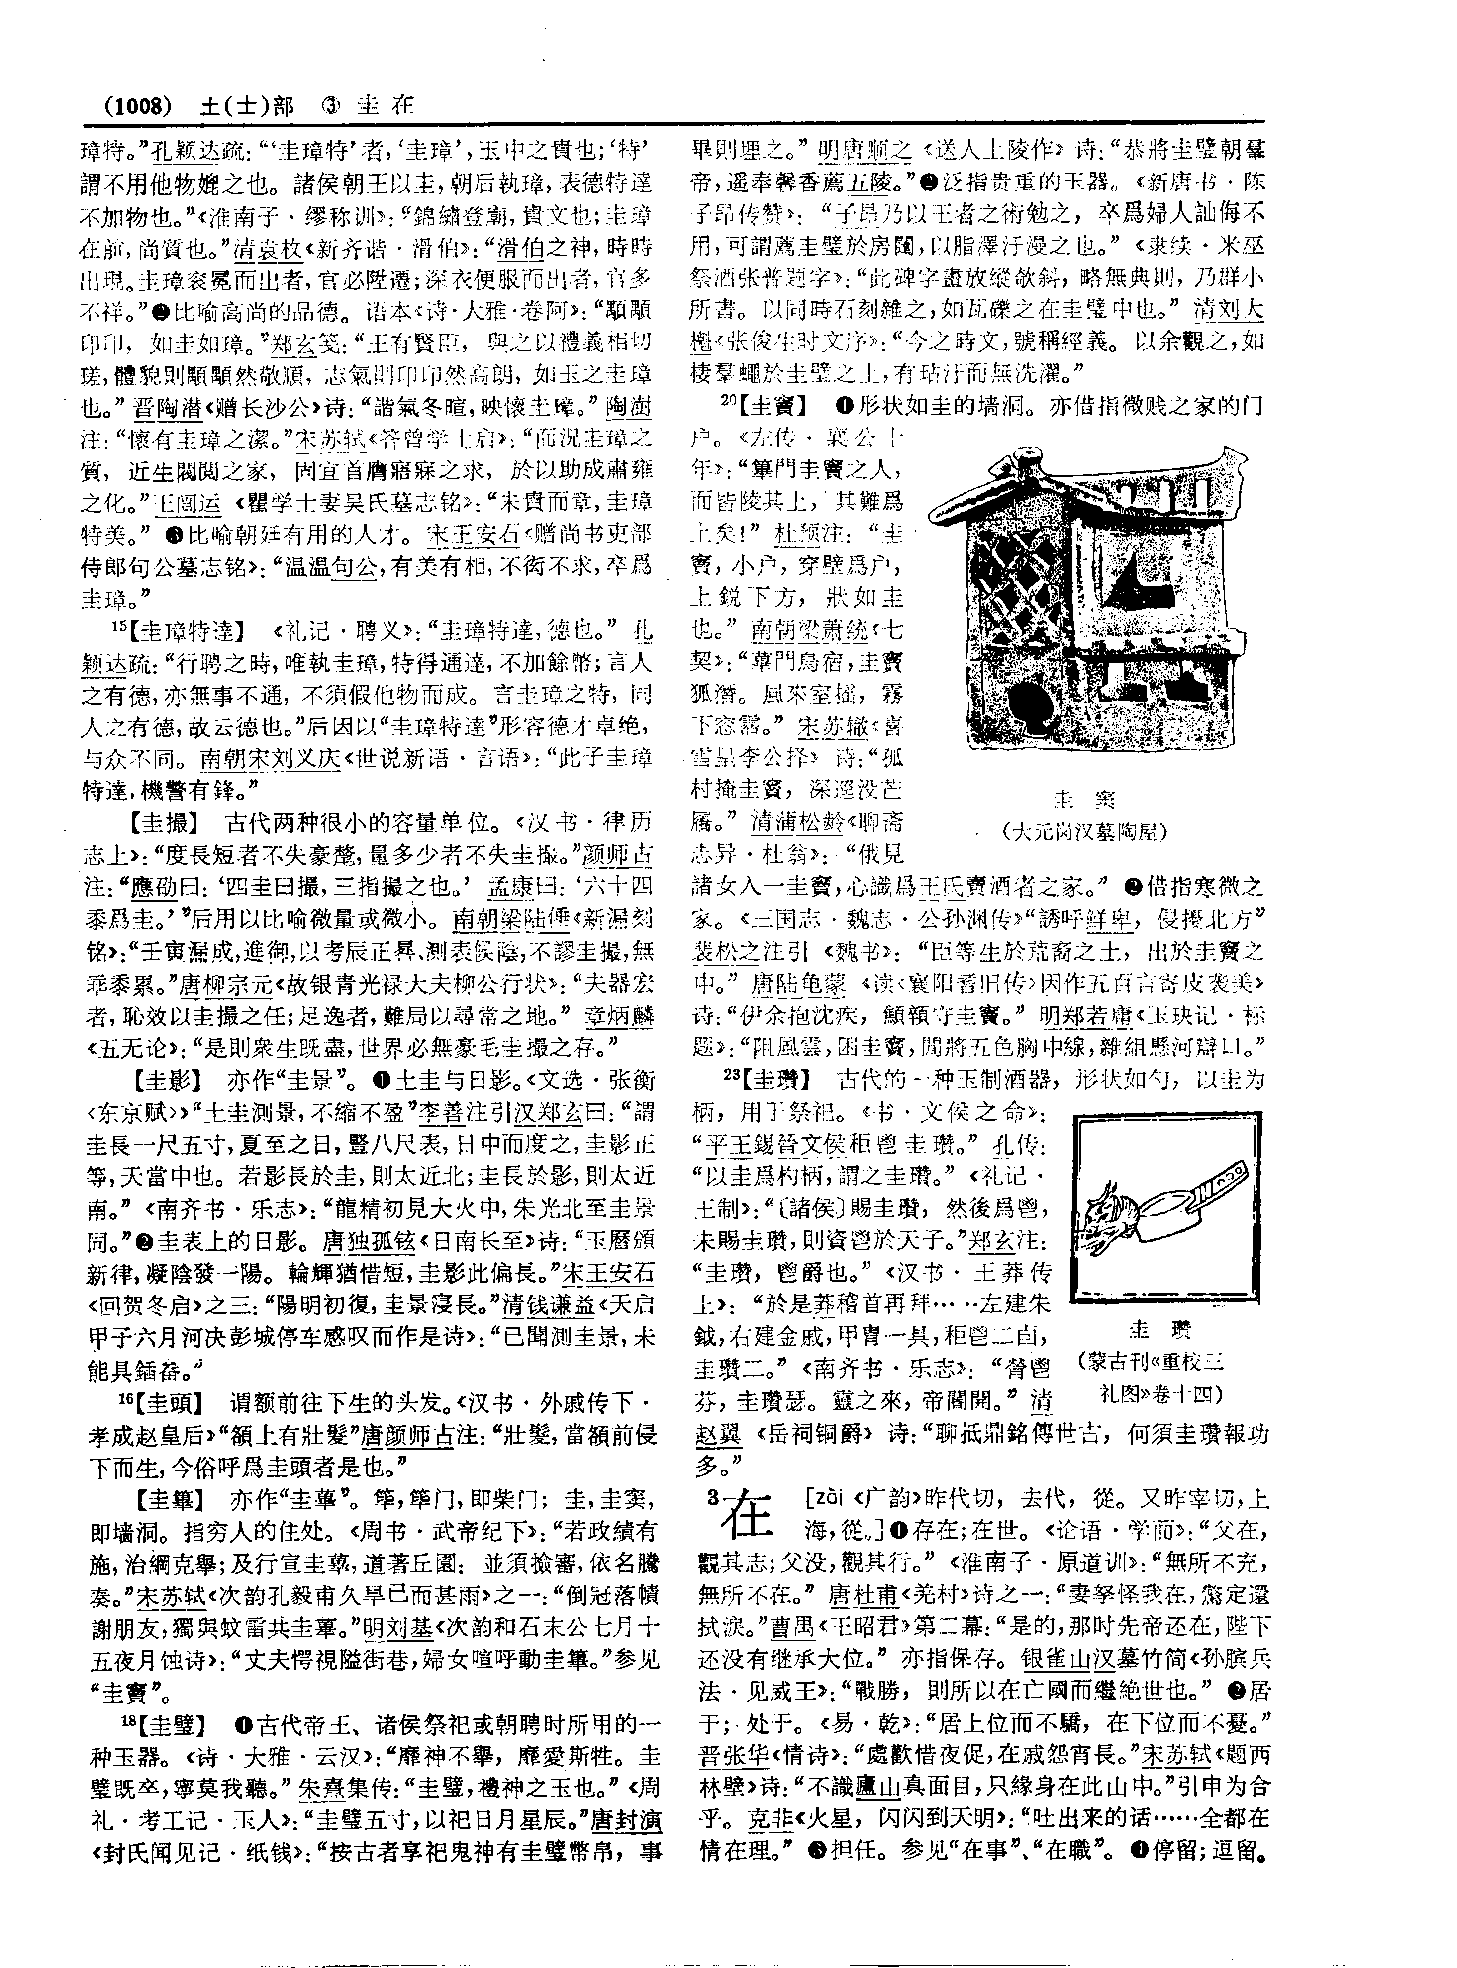 (1008) 土(士)部 ③ 圭在
璋特。”孔颖达疏：“‘圭璋特’者，‘圭璋’，玉中之貴也；‘特’
謂不用他物媲之也。諸侯朝王以圭，朝后執璋，表德特達
不加物也。”《淮南子·缪称训》：“錦繡登廟，貴文也；圭璋
在前，尚質也。”清袁枚《新齐谐·滑伯》：“滑伯之神，時時
出現。圭璋衮冕而出者，官必陞遷；深衣便服而出者，官多
不祥。”❷比喻高尚的品德。语本《诗·大雅·卷阿》：“顒顒
卬卬，如圭如璋。”郑玄笺：“王有賢臣，與之以禮義相切
瑳，體貌則顒顒然敬順，志氣則卬卬然高朗，如玉之圭璋
也。”晋陶潜《赠长沙公》诗：“諧氣冬暄，映懷圭璋。”陶澍
注：“懷有圭璋之潔。”宋苏轼《答曾学士启》：“而況圭璋之
質，近生閥閱之家，固宜首膺寤寐之求，於以助成肅雍
之化。”王闿运《瞿学士妻吴氏墓志铭》：“朱賁而章，圭璋
特美。”❸比喻朝廷有用的人才。宋王安石《赠尚书吏部
侍郎句公墓志铭》：“温温句公，有美有相，不衒不求，卒爲
圭璋。”
15【圭璋特達】 《礼记·聘义》：“圭璋特達，德也。”孔
颖达疏：“行聘之時，唯執圭璋，特得通達，不加餘幣；言人
之有德，亦無事不通，不須假他物而成。言圭璋之特，同
人之有德，故云德也。”后因以“圭璋特達”形容德才卓绝，
与众不同。南朝宋刘义庆《世说新语·言语》：“此子圭璋
特達，機警有鋒。”
【圭撮】 古代两种很小的容量单位。《汉书·律历
志上》：“度長短者不失豪氂，量多少者不失圭撮。”颜师古
注：“應劭曰：‘四圭曰撮，三指撮之也。’孟康曰：‘六十四
黍爲圭。’”后用以比喻微量或微小。南朝梁陆倕《新漏刻
铭》：“壬寅漏成，進御，以考辰正晷，測表候陰，不謬圭撮，無
乖黍累。”唐柳宗元《故银青光禄大夫柳公行状》：“夫器宏
者，恥效以圭撮之任；足逸者，難局以尋常之地。”章炳麟
《五无论》：“是則衆生既盡，世界必無豪毛圭撮之存。”
【圭影】 亦作“圭景”。❶土圭与日影。《文选·张衡
〈东京赋〉》“土圭測景，不缩不盈”李善注引汉郑玄曰：“謂
圭長一尺五寸，夏至之日，豎八尺表，日中而度之，圭影正
等，天當中也。若影長於圭，則太近北；圭長於影，則太近
南。”《南齐书·乐志》：“龍精初見大火中，朱光北至圭景
同。”❷圭表上的日影。唐独孤铉《日南长至》诗：“玉曆頒
新律，凝陰發一陽。輪輝猶惜短，圭影此偏長。”宋王安石
《回贺冬启》之三：“陽明初復，圭景寖長。”清钱谦益《天启
甲子六月河决彭城停车感叹而作是诗》：“已聞測圭景，未
能具鍤畚。”
16【圭頭】 谓额前往下生的头发。《汉书·外戚传下·
孝成赵皇后》“額上有壯髮”唐颜师古注：“壯髮，當額前侵
下而生，今俗呼爲圭頭者是也。”
【圭篳】 亦作“圭蓽”。筚，筚门，即柴门；圭，圭窦，
即墙洞。指穷人的住处。《周书·武帝纪下》：“若政績有
施，治綱克舉；及行宣圭蓽，道著丘園：並須撿審，依名騰
奏。”宋苏轼《次韵孔毅甫久旱已而甚雨》之一：“倒冠落幘
謝朋友，獨與蚊雷共圭蓽。”明刘基《次韵和石末公七月十
五夜月蚀诗》：“丈夫愕視隘街巷，婦女喧呼動圭篳。”参见
“圭竇”。
18【圭璧】 ❶古代帝王、诸侯祭祀或朝聘时所用的一
种玉器。《诗·大雅·云汉》：“靡神不舉，靡愛斯牲。圭
璧既卒，寧莫我聽。”朱熹集传：“圭璧，禮神之玉也。”《周
礼·考工记·玉人》：“圭璧五寸，以祀日月星辰。”唐封演
《封氏闻见记·纸钱》：“按古者享祀鬼神有圭璧幣帛，事
畢則埋之。”明唐顺之《送人上陵作》诗：“恭將圭璧朝羣
帝，遥奉馨香薦五陵。”❷泛指贵重的玉器。《新唐书·陈
子昂传赞》：“子昂乃以王者之術勉之，卒爲婦人訕侮不
用，可謂薦圭璧於房闥，以脂澤汙漫之也。”《隶续·米巫
祭酒张普题字》：“此碑字畫放縱欹斜，略無典則，乃群小
所書。以同時石刻雜之，如瓦礫之在圭璧中也。”清刘大
櫆《张俊生时文序》：“今之時文，號稱經義。以余觀之，如
棲羣蠅於圭璧之上，有玷汙而無洗濯。”
20【圭竇】 ❶形状如圭的墙洞。亦借指微贱之家的门
户。《左传·襄公十
年》：“篳門圭竇之人，
而皆陵其上，其難爲
上矣！”杜预注：“圭
竇，小户，穿壁爲户，
上鋭下方，狀如圭
也。”南朝梁萧统《七
契》：“蓽門鳥宿，圭竇
狐潛。風來室摇，霧
下窓霑。”宋苏辙《喜
雪呈李公择》诗：“孤
村掩圭竇，深逕没芒
屩。”清蒲松龄《聊斋
志异·杜翁》：“俄見
諸女入一圭竇，心識爲王氏賣酒者之家。”❷借指寒微之
家。《三国志·魏志·公孙渊传》“誘呼鮮卑，侵擾北方”
裴松之注引《魏书》：“臣等生於荒裔之土，出於圭竇之
中。”唐陆龟蒙《读〈襄阳耆旧传〉因作五百言寄皮袭美》
诗：“伊余抱沈疾，顦顇守圭竇。”明郑若庸《玉玦记·标
题》：“阻風雲，困圭竇，閒將五色胸中線，雜組懸河辯口。”
圭窦
（大元岗汉墓陶屋）
23【圭瓚】 古代的一种玉制酒器，形状如勺，以圭为
柄，用于祭祀。《书·文侯之命》：
“平王錫晉文侯秬鬯圭瓚。”孔传：
“以圭爲杓柄，謂之圭瓚。”《礼记·
王制》：“〔諸侯〕賜圭瓚，然後爲鬯，
未賜圭瓚，則資鬯於天子。”郑玄注：
“圭瓚，鬯爵也。”《汉书·王莽传
上》：“於是莽稽首再拜……左建朱
鉞，右建金戚，甲胄一具，秬鬯二卣，
圭瓚二。”《南齐书·乐志》：“膋鬯
芬，圭瓚瑟。靈之來，帝閽開。”清
赵翼《岳祠铜爵》诗：“聊抵鼎銘傳世古，何須圭瓚報功
多。”
圭瓒
（蒙古刊《重校三
礼图》卷十四）
3在 [zài《广韵》昨代切，去代，從。又昨宰切，上
海，從。]❶存在；在世。《论语·学而》：“父在，
觀其志；父没，觀其行。”《淮南子·原道训》：“無所不充，
無所不在。”唐杜甫《羌村》诗之一：“妻孥怪我在，驚定還
拭淚。”曹禺《王昭君》第二幕：“是的，那时先帝还在，陛下
还没有继承大位。”亦指保存。银雀山汉墓竹简《孙膑兵
法·见威王》：“戰勝，則所以在亡國而繼絶世也。”❷居
于；处于。《易·乾》：“居上位而不驕，在下位而不憂。”
晋张华《情诗》：“處歡惜夜促，在戚怨宵長。”宋苏轼《题西
林壁》诗：“不識廬山真面目，只緣身在此山中。”引申为合
乎。克非《火星，闪闪到天明》：“吐出来的话……全都在
情在理。”❸担任。参见“在事”、“在職”。❹停留；逗留。